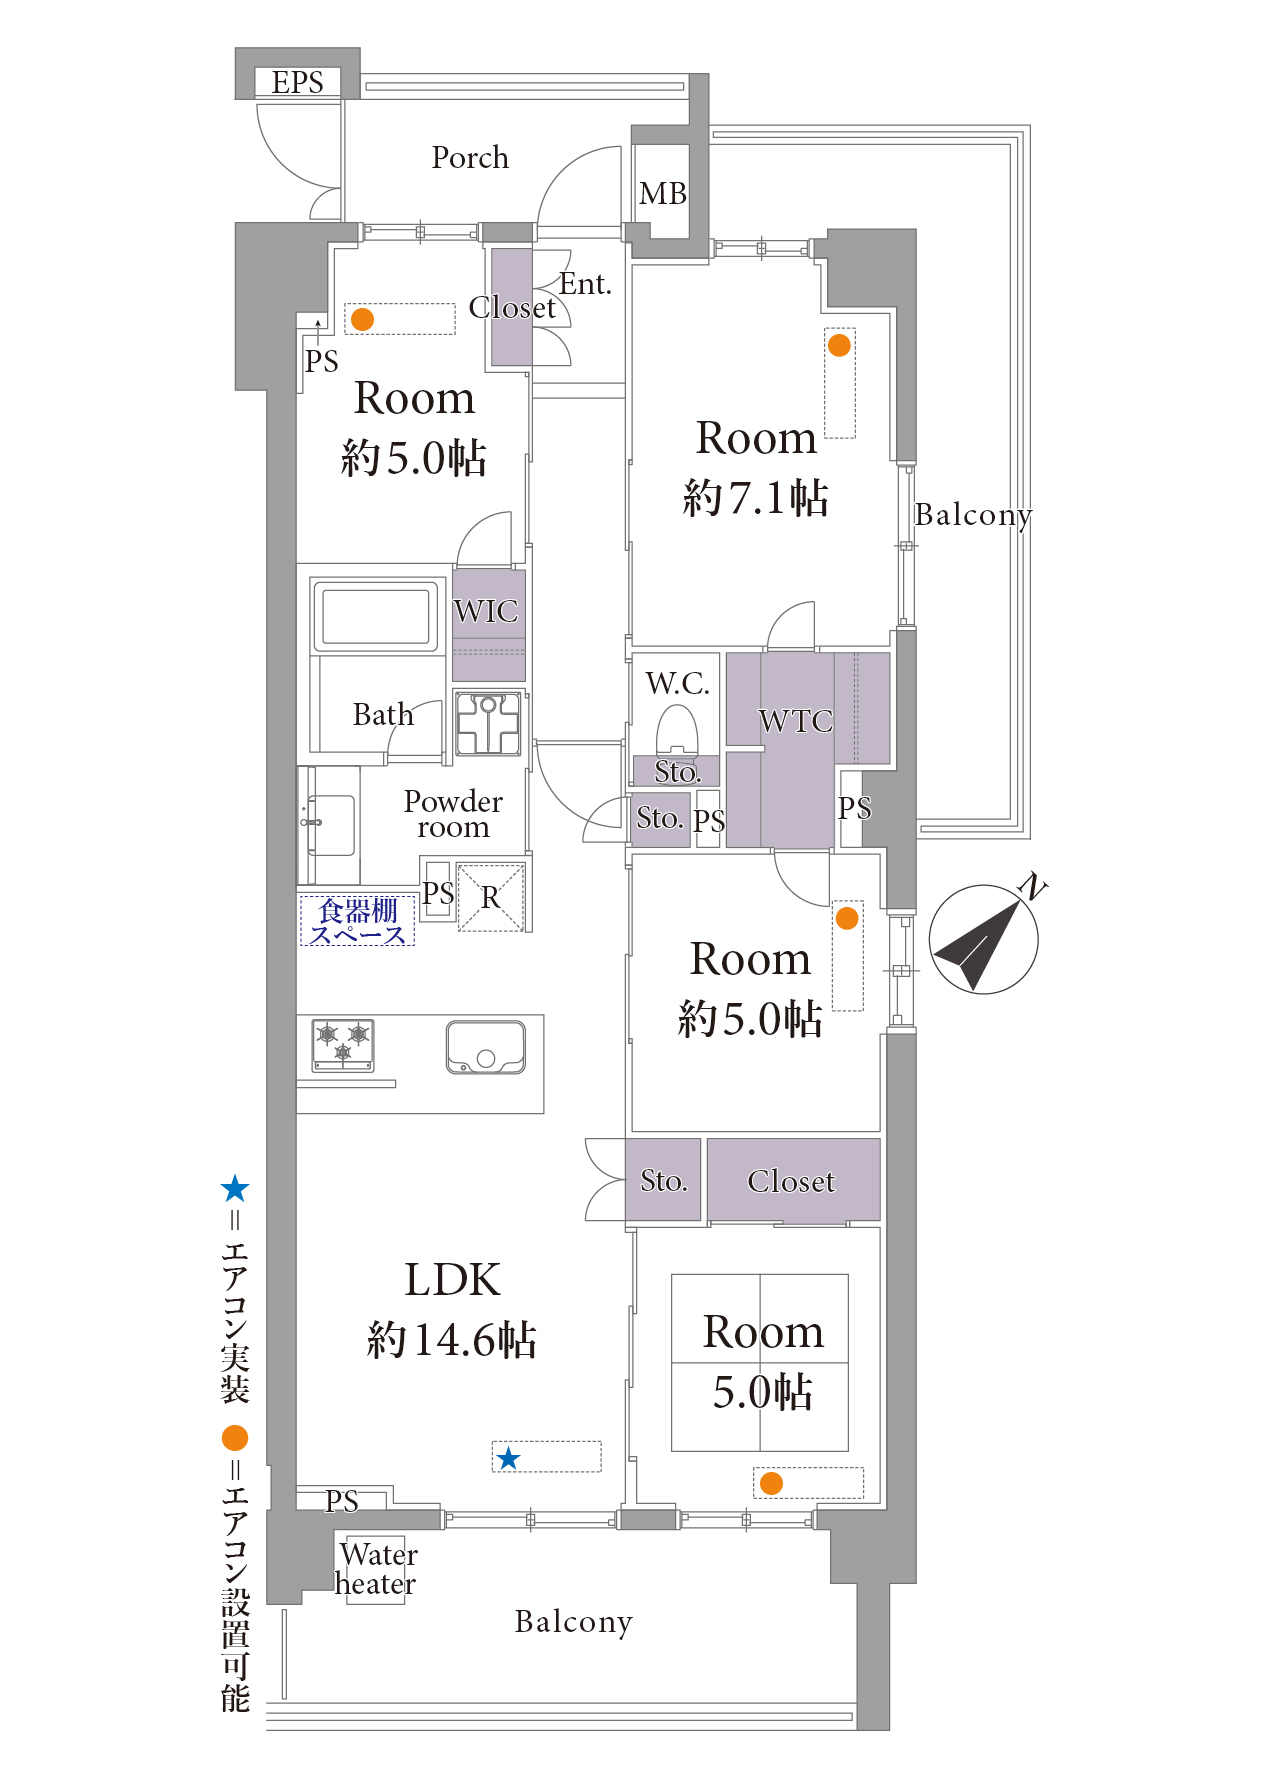 EPS
Porch
MB
Ent.
Closet
PS
Room
約5.0帖
Room
約7.1帖
Balcony
WIC
W.C.
Bath
WTC
Sto.
Powder
room
Sto.
PS
PS
PS
R
食器棚
スペース
N
Room
約5.0帖
Sto.
Closet
LDK
約14.6帖
Room
5.0帖
PS
Water
heater
Balcony
★=エアコン実装
●=エアコン設置可能